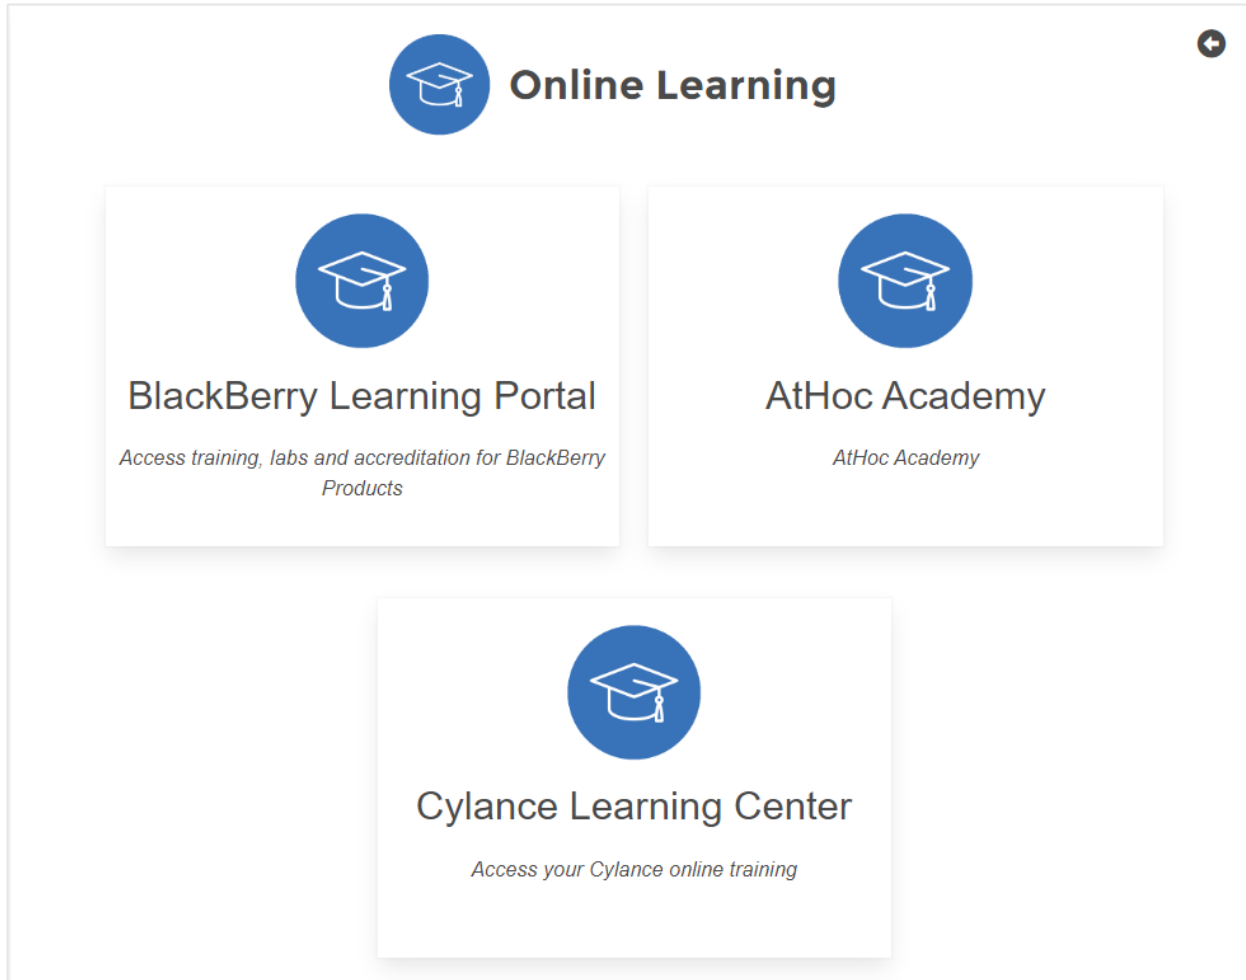 Online Learning
BlackBerry Learning Portal
Access training, labs and accreditation for BlackBerry
Products
AtHoc Academy
AtHoc Academy
Cylance Learning Center
Access your Cylance online training